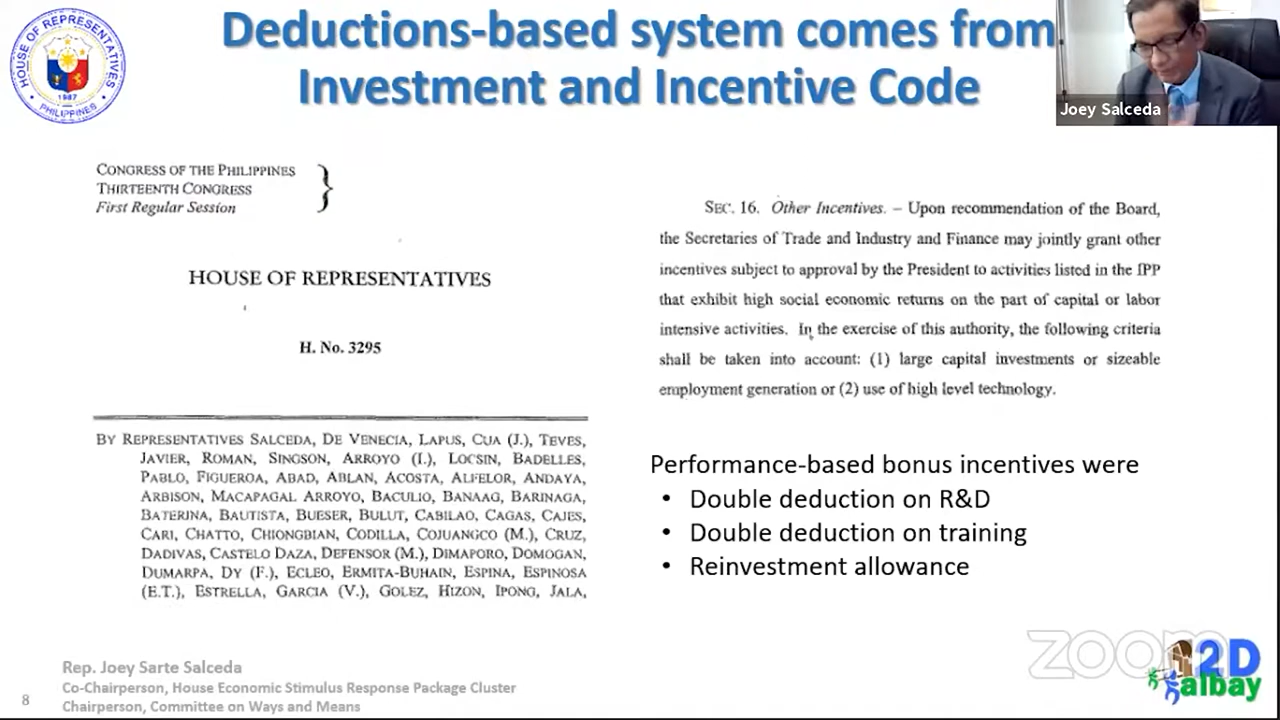 Deductions-based system comes from
Investment and Incentive Code
HOUSE OF REPRESENTATIVES
1987
PHILIPPINES
Joey Salceda
CONGRESS OF THE PHILIPPINES
THIRTEENTH CONGRESS
First Regular Session
HOUSE OF REPRESENTATIVES
H. No. 3295
BY REPRESENTATIVES SALCEDA, DE VENECIA, LAPUS, CUA (J.), TEVES,
JAVIER, ROMAN, SINGSON, ARROYO (I.), LOCSIN, BADELLES,
PABLO, FIGUEROA, ABAD, ABLAN, ACOSTA, ALFELOR, ANDAYA,
ARBISON, MACAPAGAL ARROYO, BACULIO, BANAAG, BARINAGA,
BATERINA, BAUTISTA, BUESER, BULUT, CABILAO, CAGAS, CAJES,
CARI, CHATTO, CHIONGBIAN, CODILLA, COJUANGCO (M.), CRUZ,
DADIVAS, CASTELO DAZA, DEFENSOR (M.), DIMAPORO, DOMOGAN,
DUMARPA, DY (F.), ECLEO, ERMITA-BUHAIN, ESPINA, ESPINOSA
(E.T.), ESTRELLA, GARCIA (V.), GOLEZ, HIZON, IPONG, JALA,
SEC. 16. Other Incentives. – Upon recommendation of the Board,
the Secretaries of Trade and Industry and Finance may jointly grant other
incentives subject to approval by the President to activities listed in the IPP
that exhibit high social economic returns on the part of capital or labor
intensive activities. In the exercise of this authority, the following criteria
shall be taken into account: (1) large capital investments or sizeable
employment generation or (2) use of high level technology.
Performance-based bonus incentives were
• Double deduction on R&D
• Double deduction on training
• Reinvestment allowance
Rep. Joey Sarte Salceda
Co-Chairperson, House Economic Stimulus Response Package Cluster
Chairperson, Committee on Ways and Means
8
zoom
2D
albay